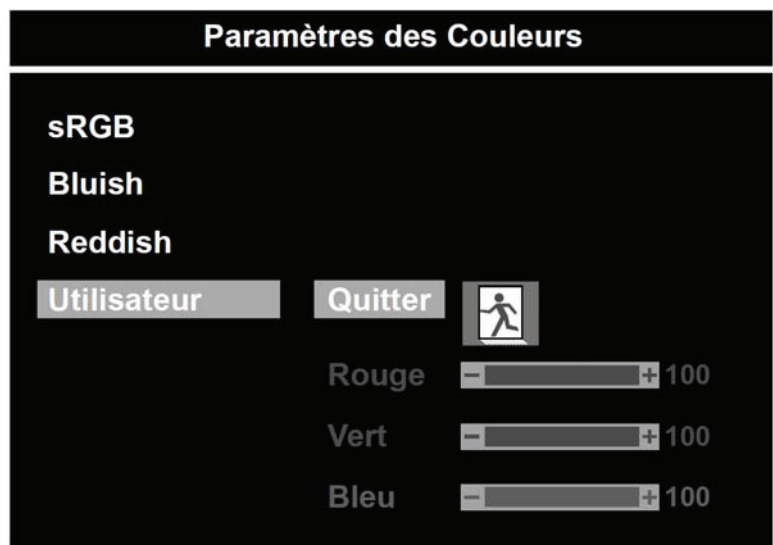 Paramètres des Couleurs
sRGB
Bluish
Reddish
Utilisateur Quitter
Rouge - + 100
Vert - + 100
Bleu - + 100